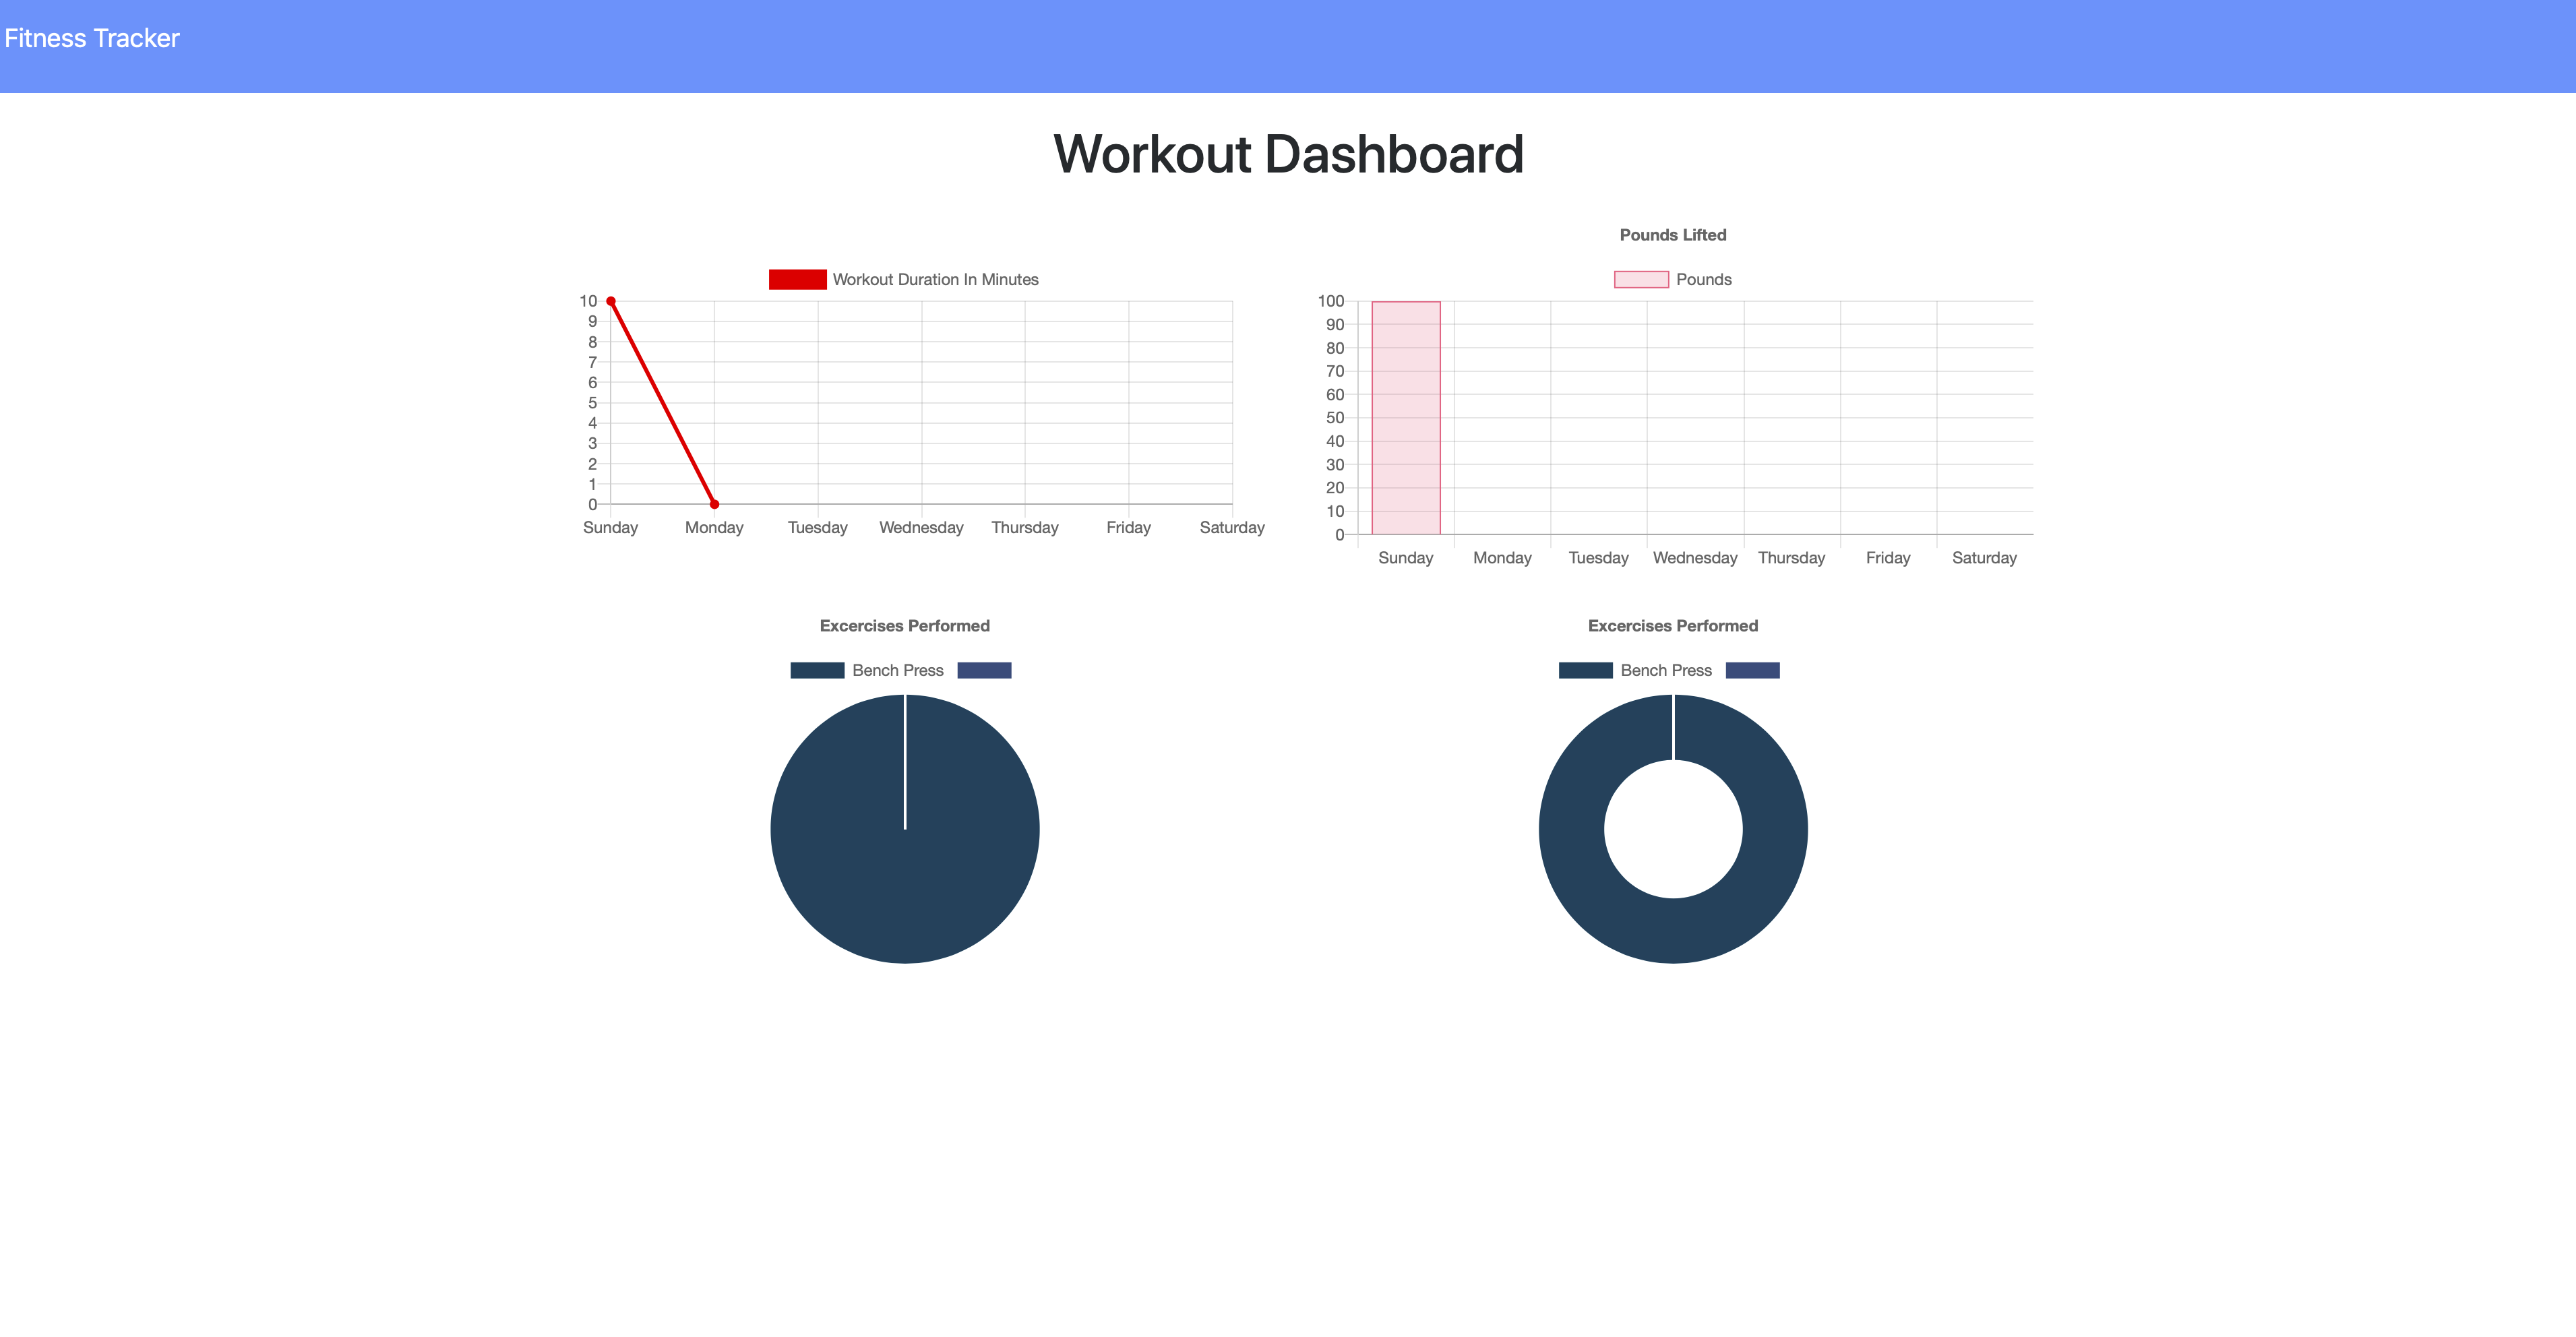 Fitness Tracker
Workout Dashboard
Workout Duration In Minutes
10
9
8
7
6
5
4
3
2
1
0
Sunday Monday Tuesday Wednesday Thursday Friday Saturday
Pounds Lifted
Pounds
100
90
80
70
60
50
40
30
20
10
0
Sunday Monday Tuesday Wednesday Thursday Friday Saturday
Excercises Performed
Bench Press
Excercises Performed
Bench Press